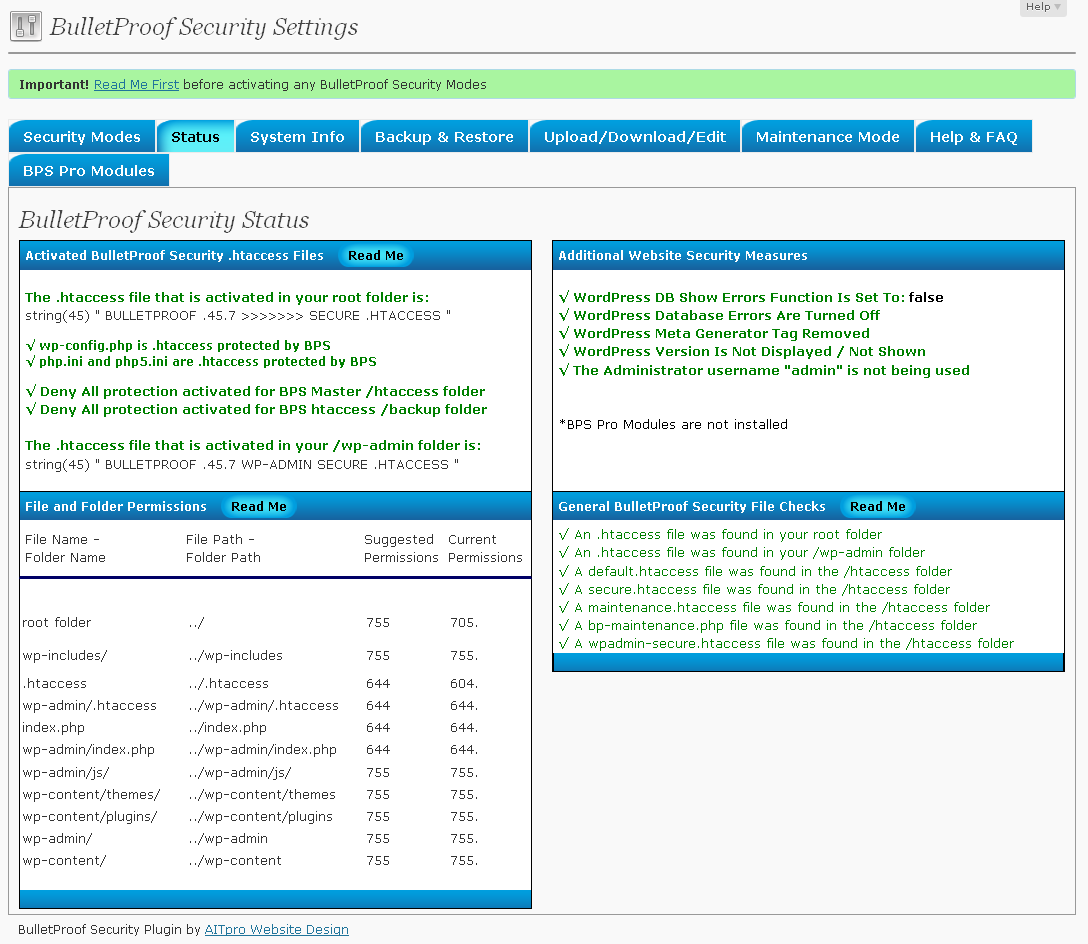 Help
BulletProof Security Settings
Important! Read Me First before activating any BulletProof Security Modes
Security Modes
Status
System Info
Backup & Restore
Upload/Download/Edit
Maintenance Mode
Help & FAQ
BPS Pro Modules
BulletProof Security Status
Activated BulletProof Security .htaccess Files Read Me
The .htaccess file that is activated in your root folder is:
string(45) " BULLETPROOF .45.7 >>>>>>> SECURE .HTACCESS "
√ wp-config.php is .htaccess protected by BPS
√ php.ini and php5.ini are .htaccess protected by BPS
√ Deny All protection activated for BPS Master /htaccess folder
√ Deny All protection activated for BPS htaccess /backup folder
The .htaccess file that is activated in your /wp-admin folder is:
string(45) " BULLETPROOF .45.7 WP-ADMIN SECURE .HTACCESS "
Additional Website Security Measures
√ WordPress DB Show Errors Function Is Set To: false
√ WordPress Database Errors Are Turned Off
√ WordPress Meta Generator Tag Removed
√ WordPress Version Is Not Displayed / Not Shown
√ The Administrator username "admin" is not being used
*BPS Pro Modules are not installed
File and Folder Permissions Read Me
File Name - File Path - Suggested Current
Folder Name Folder Path Permissions Permissions
root folder ../ 755 705.
wp-includes/ ../wp-includes 755 755.
.htaccess ../.htaccess 644 604.
wp-admin/.htaccess ../wp-admin/.htaccess 644 644.
index.php ../index.php 644 644.
wp-admin/index.php ../wp-admin/index.php 644 644.
wp-admin/js/ ../wp-admin/js/ 755 755.
wp-content/themes/ ../wp-content/themes 755 755.
wp-content/plugins/ ../wp-content/plugins 755 755.
wp-admin/ ../wp-admin 755 755.
wp-content/ ../wp-content 755 755.
General BulletProof Security File Checks Read Me
√ An .htaccess file was found in your root folder
√ An .htaccess file was found in your /wp-admin folder
√ A default.htaccess file was found in the /htaccess folder
√ A secure.htaccess file was found in the /htaccess folder
√ A maintenance.htaccess file was found in the /htaccess folder
√ A bp-maintenance.php file was found in the /htaccess folder
√ A wpadmin-secure.htaccess file was found in the /htaccess folder
BulletProof Security Plugin by AITpro Website Design